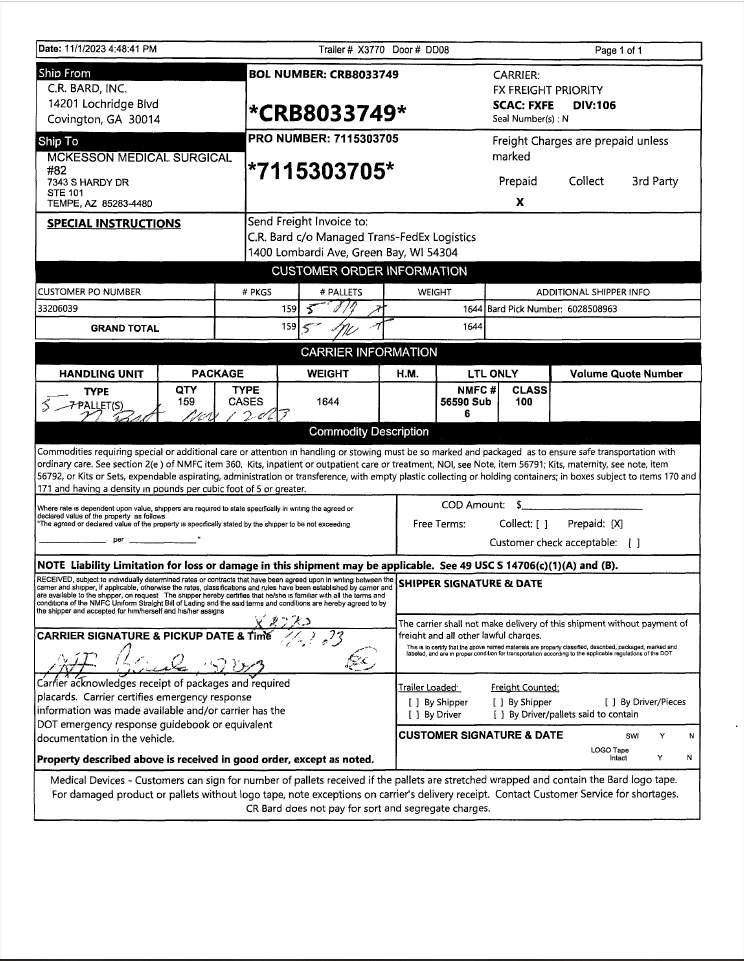 Date: 11/1/2023 4:48:41 PM Trailer # X3770 Door # DD08 Page 1 of 1
Ship From
C.R. BARD, INC.
14201 Lochridge Blvd
Covington, GA 30014
BOL NUMBER: CRB8033749
*CRB8033749*
CARRIER:
FX FREIGHT PRIORITY
SCAC: FXFE DIV:106
Seal Number(s) : N
Ship To
MCKESSON MEDICAL SURGICAL
#82
7343 S HARDY DR
STE 101
TEMPE, AZ 85283-4480
PRO NUMBER: 7115303705
*7115303705*
Freight Charges are prepaid unless
marked
Prepaid Collect 3rd Party
X
SPECIAL INSTRUCTIONS
Send Freight Invoice to:
C.R. Bard c/o Managed Trans-FedEx Logistics
1400 Lombardi Ave, Green Bay, WI 54304
CUSTOMER ORDER INFORMATION
CUSTOMER PO NUMBER # PKGS # PALLETS WEIGHT ADDITIONAL SHIPPER INFO
33206039 159 5 1644 Bard Pick Number: 6028508963
GRAND TOTAL 159 5 1644
CARRIER INFORMATION
HANDLING UNIT PACKAGE WEIGHT H.M. LTL ONLY Volume Quote Number
TYPE QTY TYPE NMFC # CLASS
5 7 PALLET(S) 159 CASES 1644 56590 Sub 100
6
Nov 1 2023
Commodity Description
Commodities requiring special or additional care or attention in handling or stowing must be so marked and packaged as to ensure safe transportation with
ordinary care. See section 2(e ) of NMFC item 360. Kits, inpatient or outpatient care or treatment, NOI, see Note, item 56791; Kits, maternity, see note, item
56792, or Kits or Sets, expendable aspirating, administration or transference, with empty plastic collecting or holding containers; in boxes subject to items 170 and
171 and having a density in pounds per cubic foot of 5 or greater.
Where rate is dependent upon value, shippers are required to state specifically in writing the agreed or
declared value of the property as follows
"The agreed or declared value of the property is specifically stated by the shipper to be not exceeding
____________ per ____________ "
COD Amount: $____________
Free Terms: Collect: [ ] Prepaid: [X]
Customer check acceptable: [ ]
NOTE Liability Limitation for loss or damage in this shipment may be applicable. See 49 USC S 14706(c)(1)(A) and (B).
RECEIVED, subject to individually determined rates or contracts that have been agreed upon in writing between the
carrier and shipper, if applicable, otherwise the rates, classifications and rules have been established by carrier and
are available to the shipper, on request The shipper hereby certifies that he/she is familiar with all the terms and
conditions of the NMFC Uniform Straight Bill of Lading and the said terms and conditions are hereby agreed to by
the shipper and accepted for him/herself and his/her assigns
SHIPPER SIGNATURE & DATE
CARRIER SIGNATURE & PICKUP DATE & Time
The carrier shall not make delivery of this shipment without payment of
freight and all other lawful charges.
This is to certify that the above named materials are properly classified, described, packaged, marked and
labeled, and are in proper condition for transportation according to the applicable regulations of the DOT
Carrier acknowledges receipt of packages and required
placards. Carrier certifies emergency response
information was made available and/or carrier has the
DOT emergency response guidebook or equivalent
documentation in the vehicle.
Property described above is received in good order, except as noted.
Trailer Loaded: Freight Counted:
[ ] By Shipper [ ] By Shipper [ ] By Driver/Pieces
[ ] By Driver [ ] By Driver/pallets said to contain
CUSTOMER SIGNATURE & DATE SWI Y N
LOGO Tape
Intact Y N
Medical Devices - Customers can sign for number of pallets received if the pallets are stretched wrapped and contain the Bard logo tape.
For damaged product or pallets without logo tape, note exceptions on carrier's delivery receipt. Contact Customer Service for shortages.
CR Bard does not pay for sort and segregate charges.